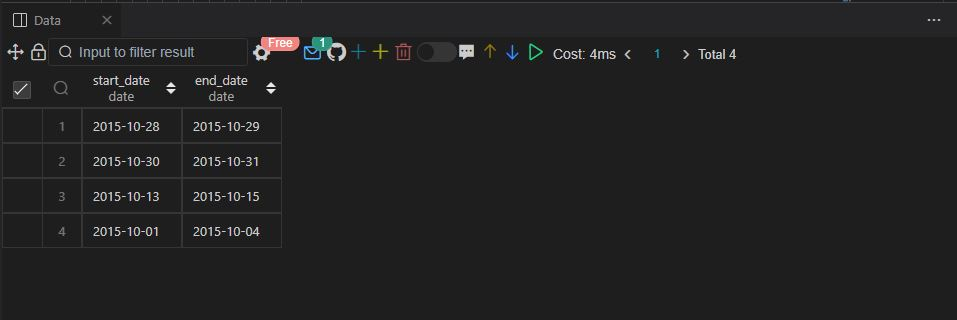 Data
Input to filter result
Free
1
Cost: 4ms
1
Total 4
start_date end_date
date date
1 2015-10-28 2015-10-29
2 2015-10-30 2015-10-31
3 2015-10-13 2015-10-15
4 2015-10-01 2015-10-04